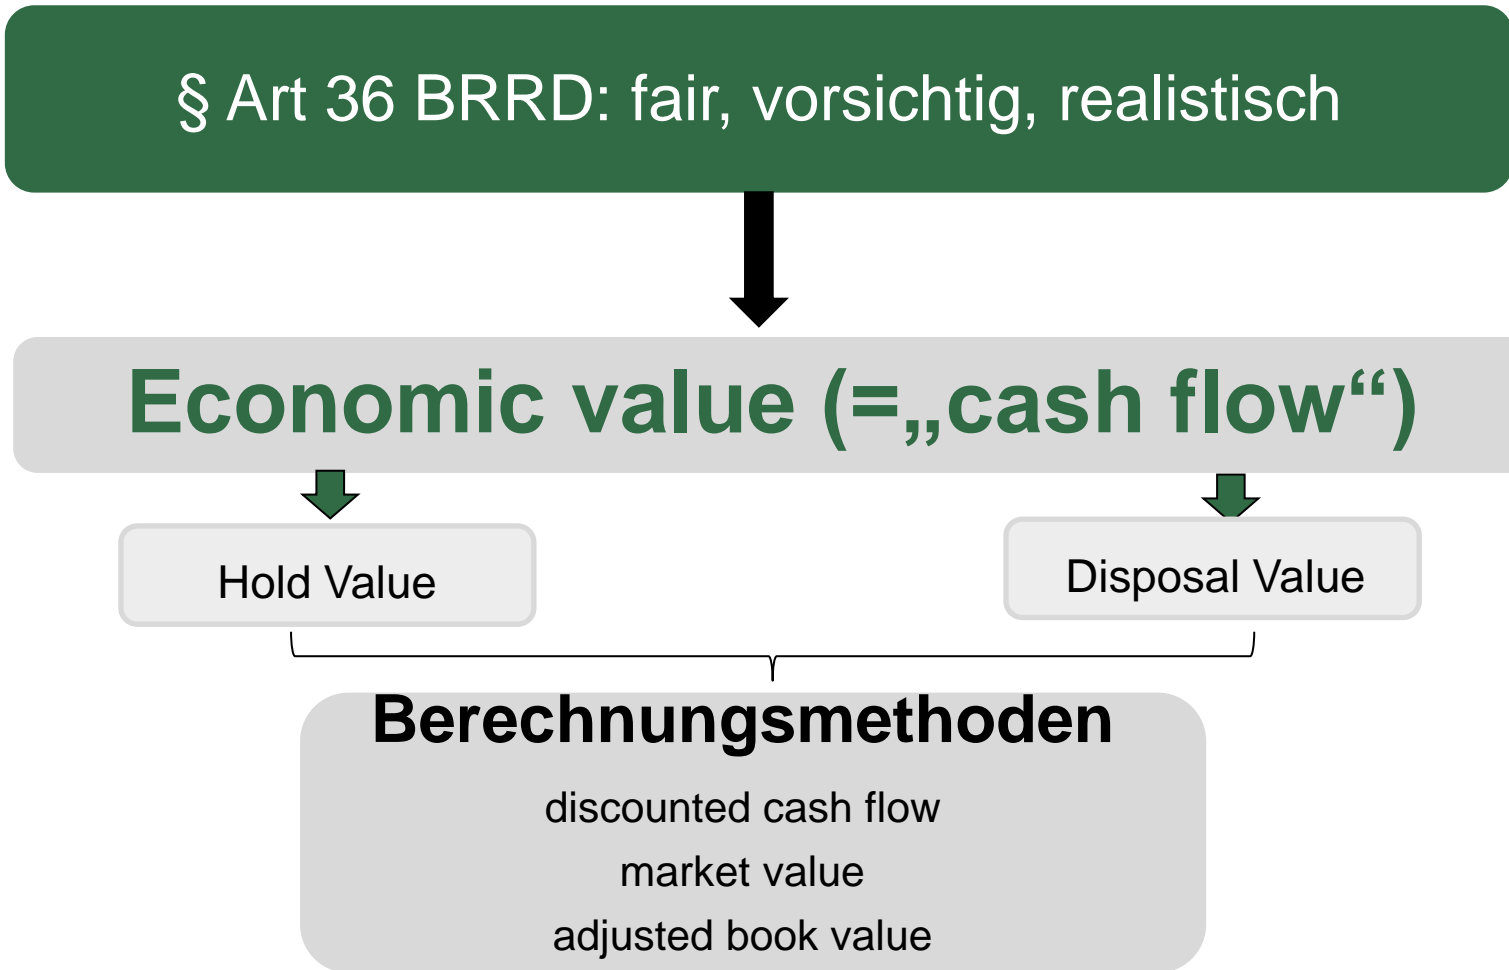 § Art 36 BRRD: fair, vorsichtig, realistisch
Economic value (=„cash flow“)
Hold Value
Disposal Value
Berechnungsmethoden
discounted cash flow
market value
adjusted book value